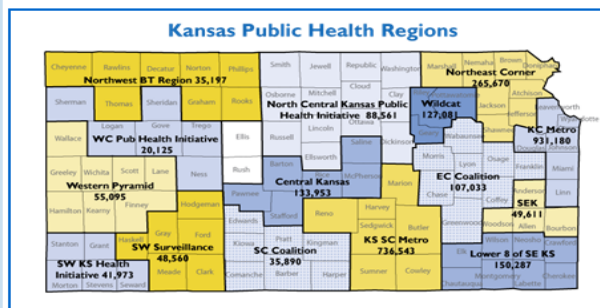 Kansas Public Health Regions
Cheyenne Rawlins Decatur Norton Phillips
Smith Jewell Republic Washington
Marshall Nemaha Brown Doniphan
Northwest BT Region 35,197
Northeast Corner
265,670
Sherman Thomas Sheridan Graham Rooks
Mitchell Cloud Clay
North Central Kansas Public
Health Initiative 88,561
Wildcat
127,081
Atchison
Jackson
Jefferson
Leavenworth
Wyandotte
Wallace Logan Gove Trego Ellis Russell
Lincoln Ottawa
Dickinson
Geary Wabaunsee Shawnee
Douglas Johnson
KC Metro
931,180
WC Pub Health Initiative
20,125
Saline
Ellsworth
Morris Lyon Osage Franklin Miami
Greeley Wichita Scott Lane Ness Rush Barton
Rice McPherson
Marion Chase
EC Coalition
107,033
Western Pyramid
55,095
Central Kansas
133,953
Coffey Anderson Linn
SEK
49,611
Hamilton Kearny Finney Hodgeman Pawnee Stafford
Reno Harvey
Greenwood Woodson Allen Bourbon
Edwards
Gray Ford
Sedgwick Butler
KS SC Metro
736,543
Stanton Grant Haskell
SW Surveillance
48,560
Kiowa Pratt Kingman
SC Coalition
35,890
Elk Wilson Neosho Crawford
Lower 8 of SE KS
150,287
SW KS Health
Initiative 41,973
Morton Stevens Seward Meade Clark
Comanche Barber Harper
Sumner Cowley
Chautauqua Montgomery Labette Cherokee